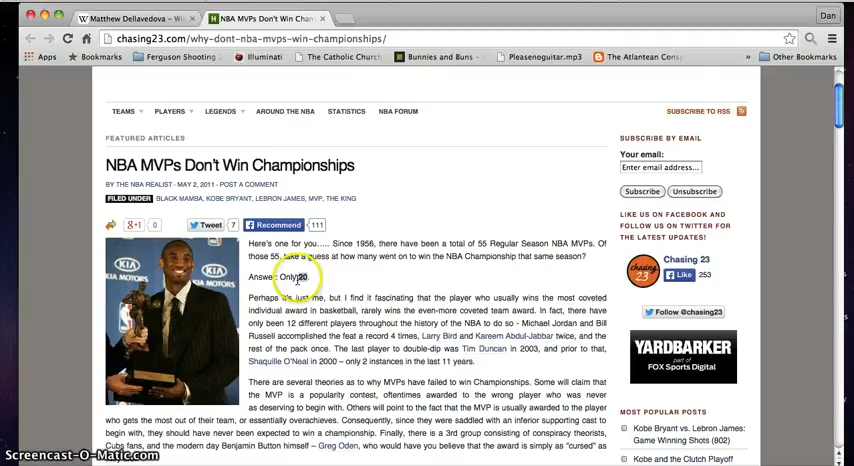 Matthew Dellavedova – Wi
NBA MVPs Don't Win Cham
Dan
chasing23.com/why-dont-nba-mvps-win-championships/
Apps Bookmarks Ferguson Shooting Illuminati The Catholic Church Bunnies and Buns - Pleasenoguitar.mp3 The Atlantean Cons » Other Bookmarks
TEAMS PLAYERS LEGENDS AROUND THE NBA STATISTICS NBA FORUM SUBSCRIBE TO RSS
FEATURED ARTICLES
NBA MVPs Don't Win Championships
BY THE NBA REALIST · MAY 2, 2011 · POST A COMMENT
FILED UNDER SLACK MAMBA, KOBE BRYANT, LEBRON JAMES, MVP, THE KING
g+1 0 Tweet 7 Recommend 111
KIA
KIA MOTORS
Here's one for you..... Since 1956, there have been a total of 55 Regular Season NBA MVPs. Of
those 55, take a guess at how many went on to win the NBA Championship that same season?
Answer: Only 20.
Perhaps it's just me, but I find it fascinating that the player who usually wins the most coveted
individual award in basketball, rarely wins the even-more coveted team award. In fact, there have
only been 12 different players throughout the history of the NBA to do so - Michael Jordan and Bill
Russell accomplished the feat a record 4 times, Larry Bird and Kareem Abdul-Jabbar twice, and the
rest of the pack once. The last player to double-dip was Tim Duncan in 2003, and prior to that,
Shaquille O'Neal in 2000 – only 2 instances in the last 11 years.
There are several theories as to why MVPs have failed to win Championships. Some will claim that
the MVP is a popularity contest, oftentimes awarded to the wrong player who was never
as deserving to begin with. Others will point to the fact that the MVP is usually awarded to the player
who gets the most out of their team, or essentially overachieves. Consequently, since they were saddled with an inferior supporting cast to
begin with, they should have never been expected to win a championship. Finally, there is a 3rd group consisting of conspiracy theorists,
Cubs fans, and the modern day Benjamin Button himself – Greg Oden, who would have you believe that the award is simply as "cursed" as
SUBSCRIBE BY EMAIL
Your email:
Enter email address...
Subscribe Unsubscribe
LIKE US ON FACEBOOK AND
FOLLOW US ON TWITTER FOR
THE LATEST UPDATES!
chasing
23
Chasing 23
Like 253
Follow @chasing23
YARDBARKER
part of
FOX Sports Digital
MOST POPULAR POSTS
Kobe Bryant vs. Lebron James:
Game Winning Shots (802)
Kobe and the Clutch Playoff
Screencast-O-Matic.com